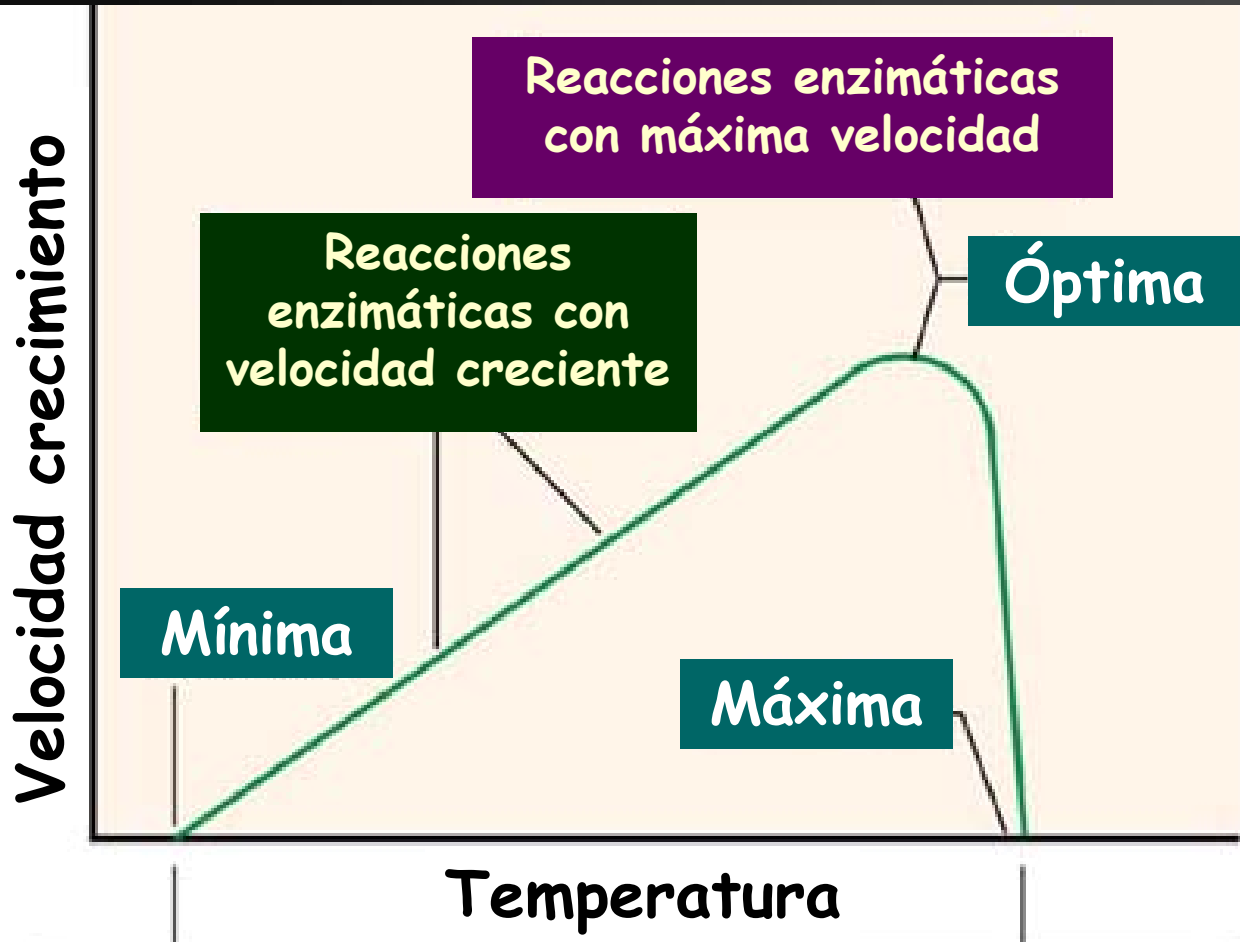 Reacciones enzimáticas
con máxima velocidad
Reacciones
enzimáticas con
velocidad creciente
Óptima
Mínima
Máxima
Velocidad crecimiento
Temperatura